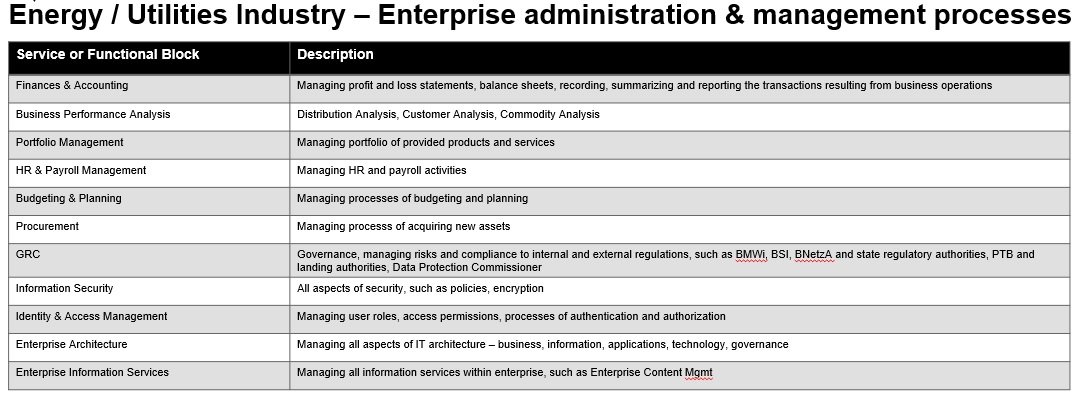 Energy / Utilities Industry – Enterprise administration & management processes
Service or Functional Block Description
Finances & Accounting Managing profit and loss statements, balance sheets, recording, summarizing and reporting the transactions resulting from business operations
Business Performance Analysis Distribution Analysis, Customer Analysis, Commodity Analysis
Portfolio Management Managing portfolio of provided products and services
HR & Payroll Management Managing HR and payroll activities
Budgeting & Planning Managing processes of budgeting and planning
Procurement Managing processs of acquiring new assets
GRC Governance, managing risks and compliance to internal and external regulations, such as BMWi, BSI, BNetzA and state regulatory authorities, PTB and
landing authorities, Data Protection Commissioner
Information Security All aspects of security, such as policies, encryption
Identity & Access Management Managing user roles, access permissions, processes of authentication and authorization
Enterprise Architecture Managing all aspects of IT architecture – business, information, applications, technology, governance
Enterprise Information Services Managing all information services within enterprise, such as Enterprise Content Mgmt